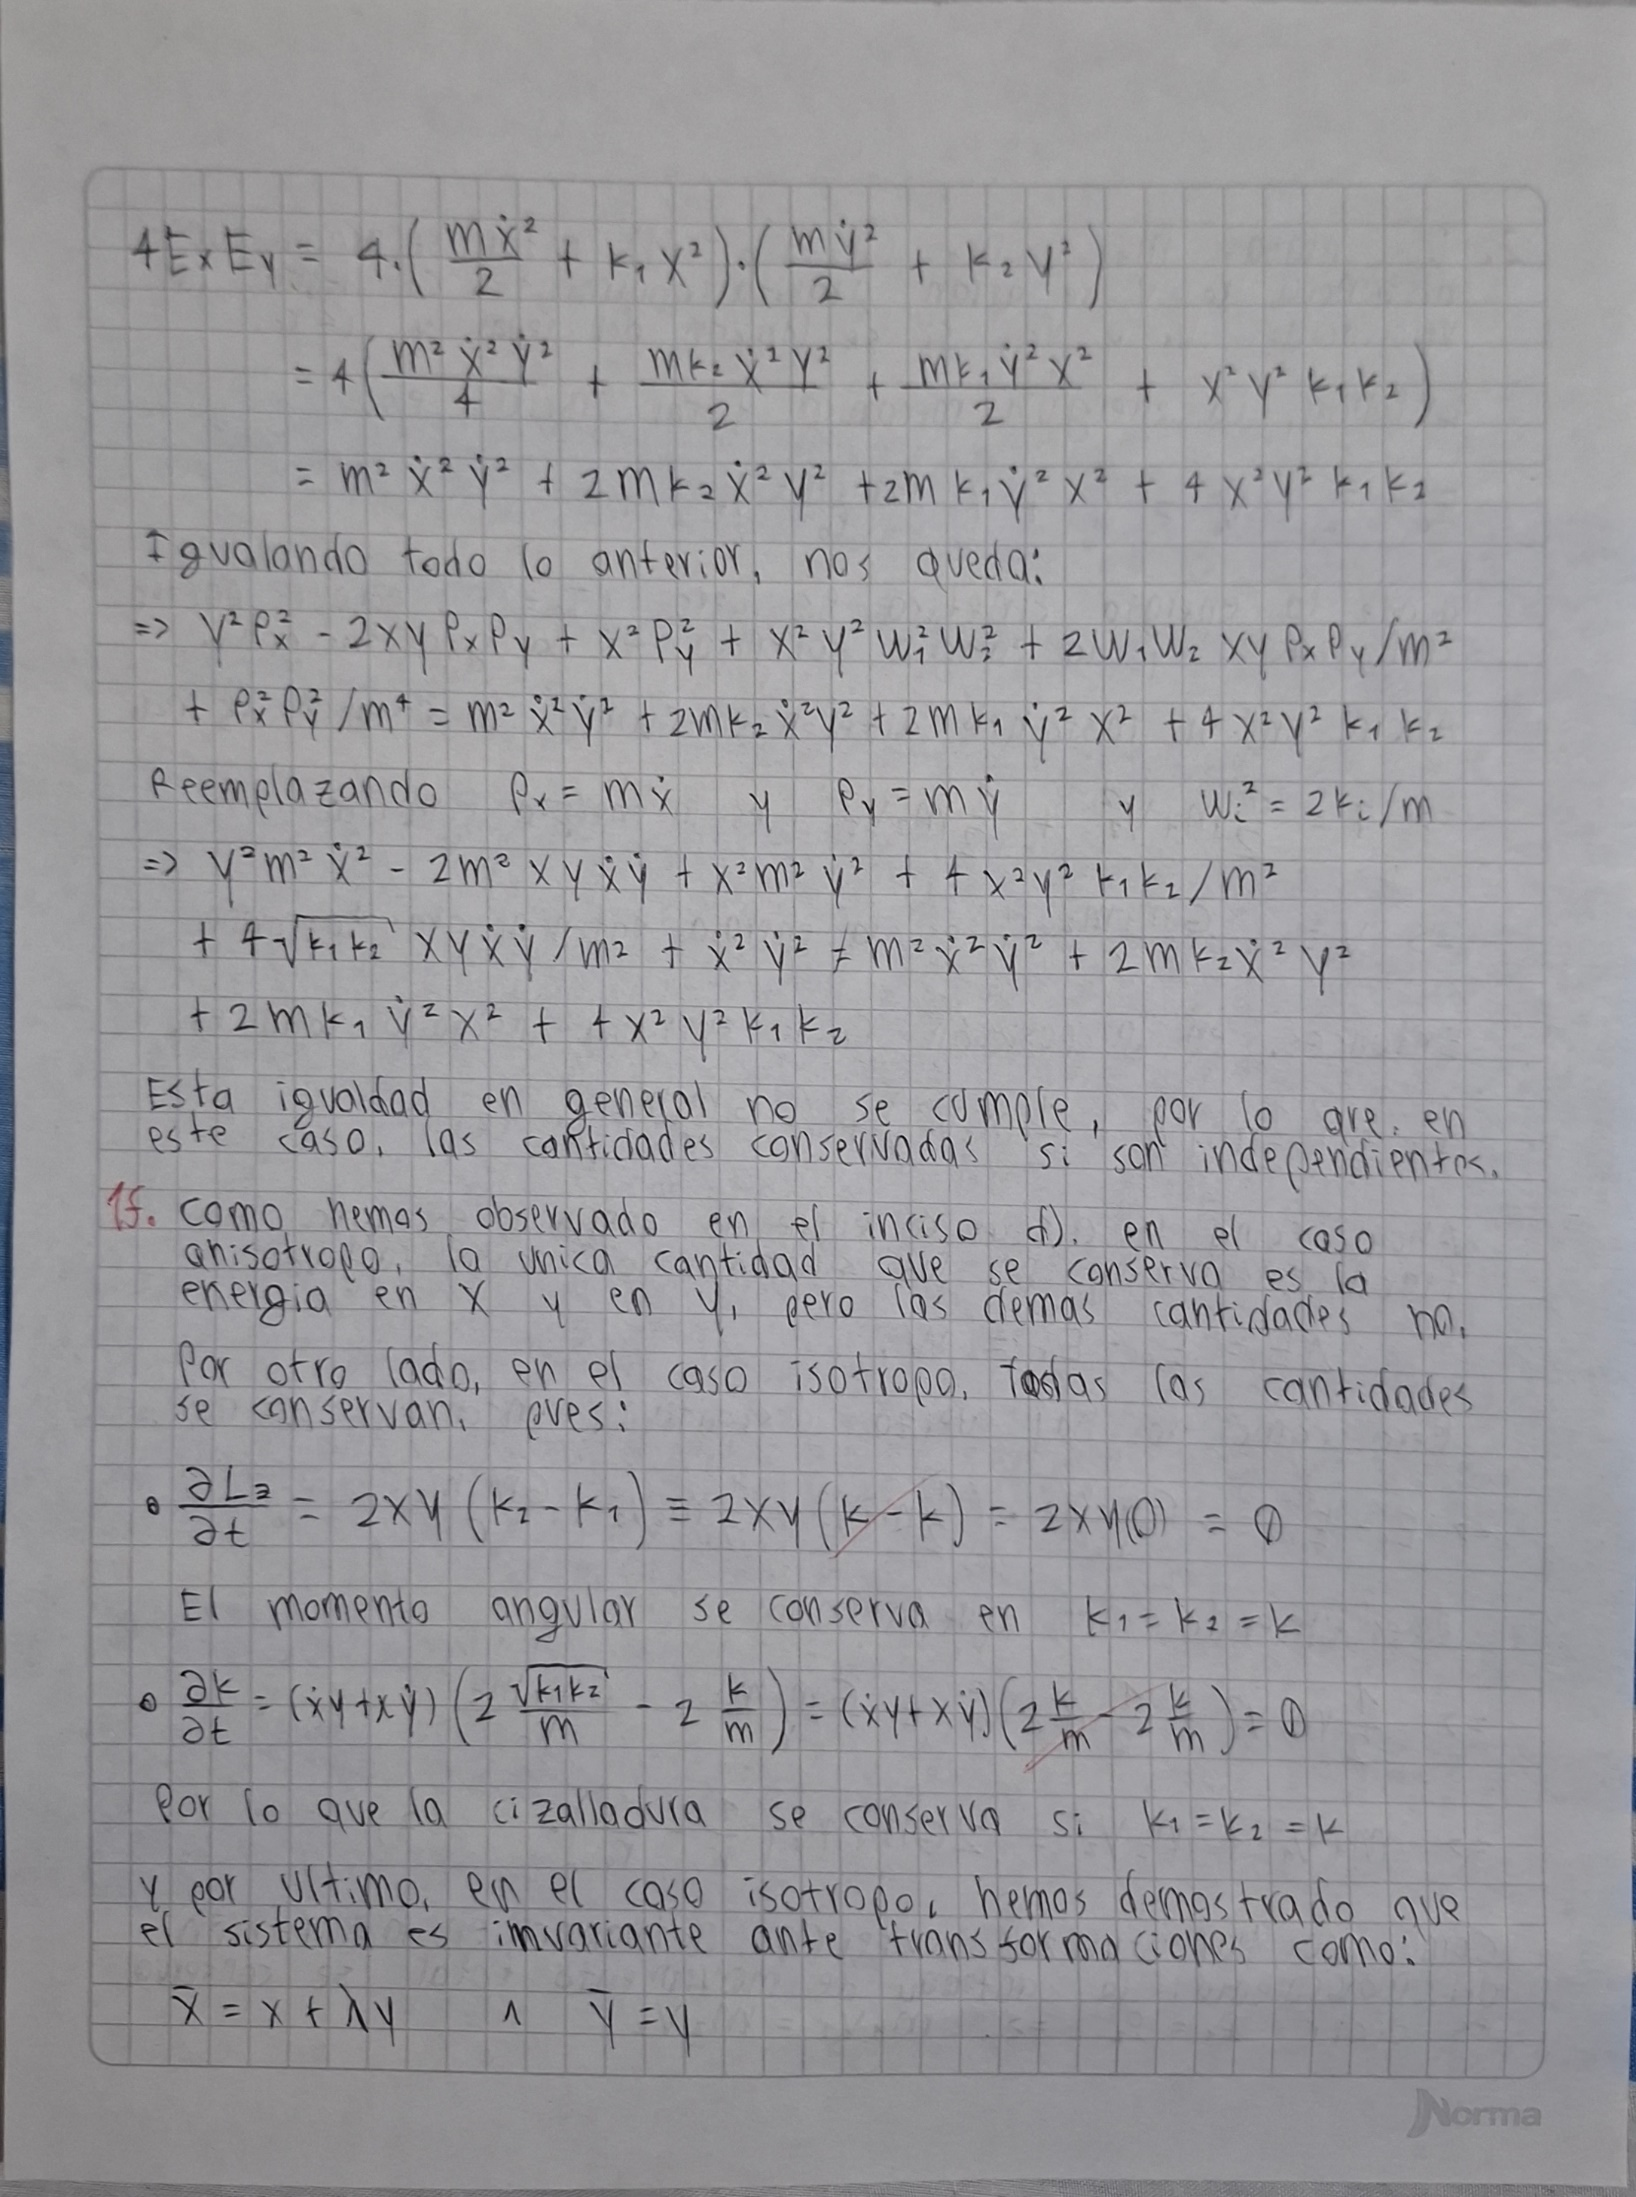 4ExEy = 4·(mẋ²/2 + k₁x²)·(mẏ²/2 + k₂y²)
= 4(m²ẋ²ẏ²/4 + mk₂ẋ²y²/2 + mk₁ẏ²x²/2 + x²y²k₁k₂)
= m²ẋ²ẏ² + 2mk₂ẋ²y² + 2mk₁ẏ²x² + 4x²y²k₁k₂
Igualando todo lo anterior, nos queda:
=> y²Px² - 2xyPxPy + x²Py² + x²y²W₁²W₂² + 2W₁W₂xyPxPy/m²
+ Px²Py²/m⁴ = m²ẋ²ẏ² + 2mk₂ẋ²y² + 2mk₁ẏ²x² + 4x²y²k₁k₂
Reemplazando Px = mẋ y Py = mẏ y Wi² = 2ki/m
=> y²m²ẋ² - 2m²xyẋẏ + x²m²ẏ² + 4x²y²k₁k₂/m²
+ 4√k₁k₂ xyẋẏ/m² + ẋ²ẏ² ≠ m²ẋ²ẏ² + 2mk₂ẋ²y²
+ 2mk₁ẏ²x² + 4x²y²k₁k₂
Esta igualdad en general no se cumple, por lo que, en
este caso, las cantidades conservadas si son independientes.
1f. como hemos observado en el inciso d), en el caso
anisotropo, la unica cantidad que se conserva es la
energia en x y en y, pero las demas cantidades no.
Por otro lado, en el caso isotropo, Todas las cantidades
se conservan, pues:
• ∂Lz/∂t = 2xy(k₂-k₁) = 2xy(k-k) = 2xy(0) = 0
El momento angular se conserva en k₁=k₂=k
• ∂k/∂t = (ẋy+xẏ)(2√k₁k₂/m - 2k/m) = (ẋy+xẏ)(2k/m - 2k/m) = 0
Por lo que la cizalladura se conserva si k₁=k₂=k
y por ultimo, en el caso isotropo, hemos demostrado que
el sistema es imvariante ante transformaciones como:
x̄ = x + λy ∧ ȳ = y
Norma